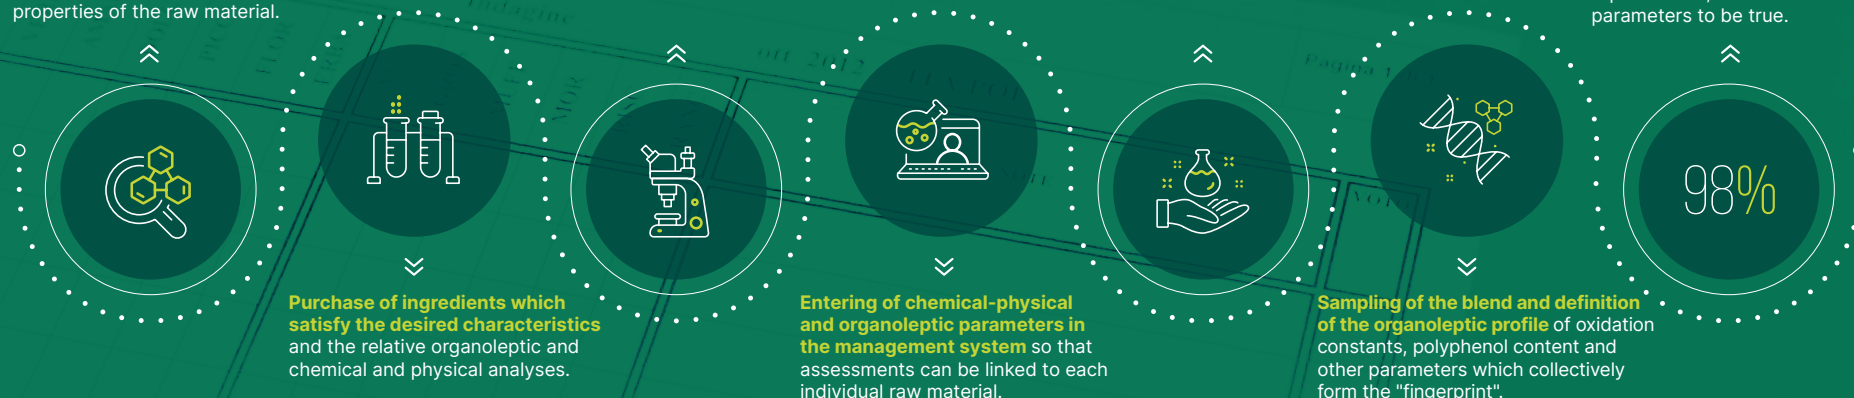 properties of the raw material.
parameters to be true.
98%
Purchase of ingredients which
satisfy the desired characteristics
and the relative organoleptic and
chemical and physical analyses.
Entering of chemical-physical
and organoleptic parameters in
the management system so that
assessments can be linked to each
individual raw material.
Sampling of the blend and definition
of the organoleptic profile of oxidation
constants, polyphenol content and
other parameters which collectively
form the "fingerprint".